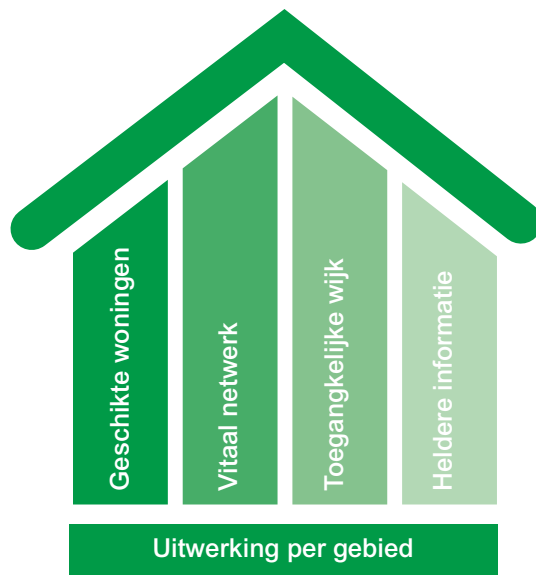 Geschikte woningen
Vitaal netwerk
Toegangkelijke wijk
Heldere informatie
Uitwerking per gebied